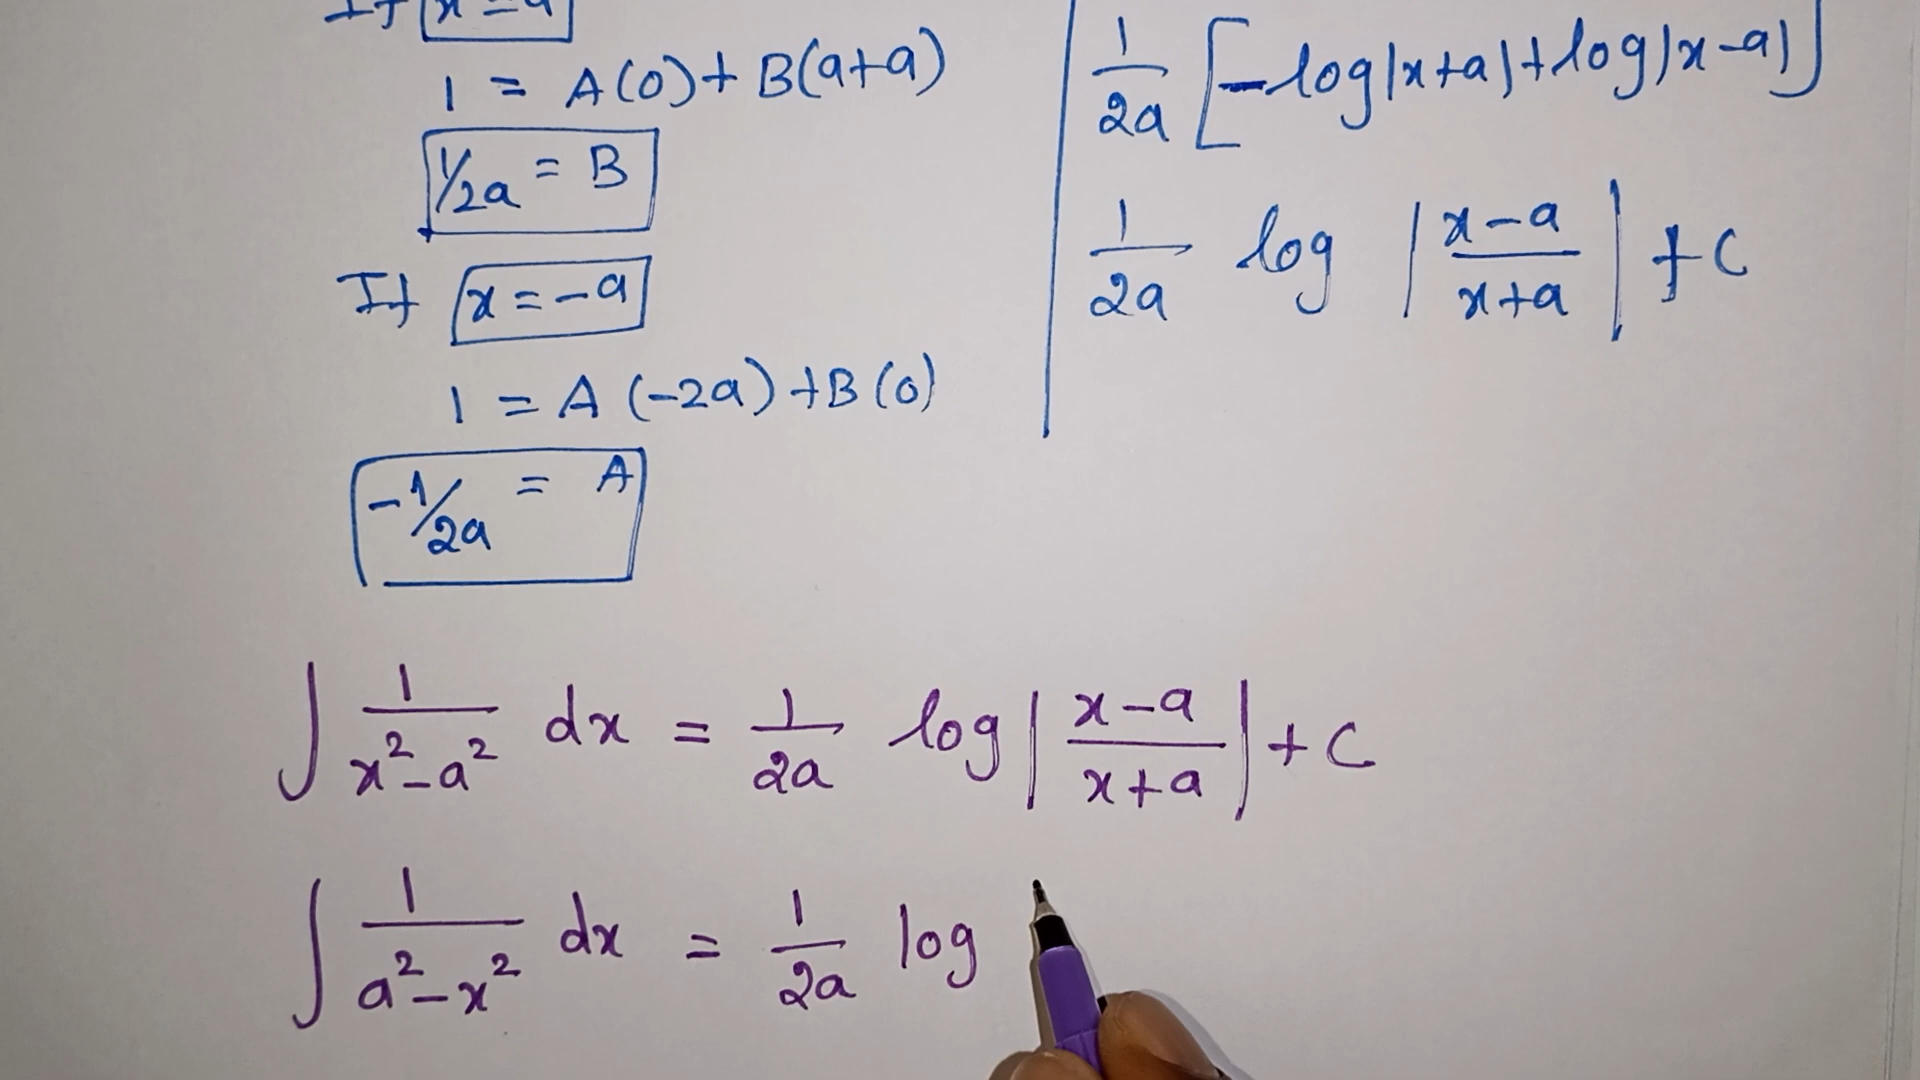 If x = a
1 = A(0) + B(a+a)
1/2a = B
If x = -a
1 = A(-2a) + B(0)
-1/2a = A
1/2a [-log|x+a| + log|x-a|]
1/2a log |x-a/x+a| + C
∫ 1/x²-a² dx = 1/2a log |x-a/x+a| + C
∫ 1/a²-x² dx = 1/2a log